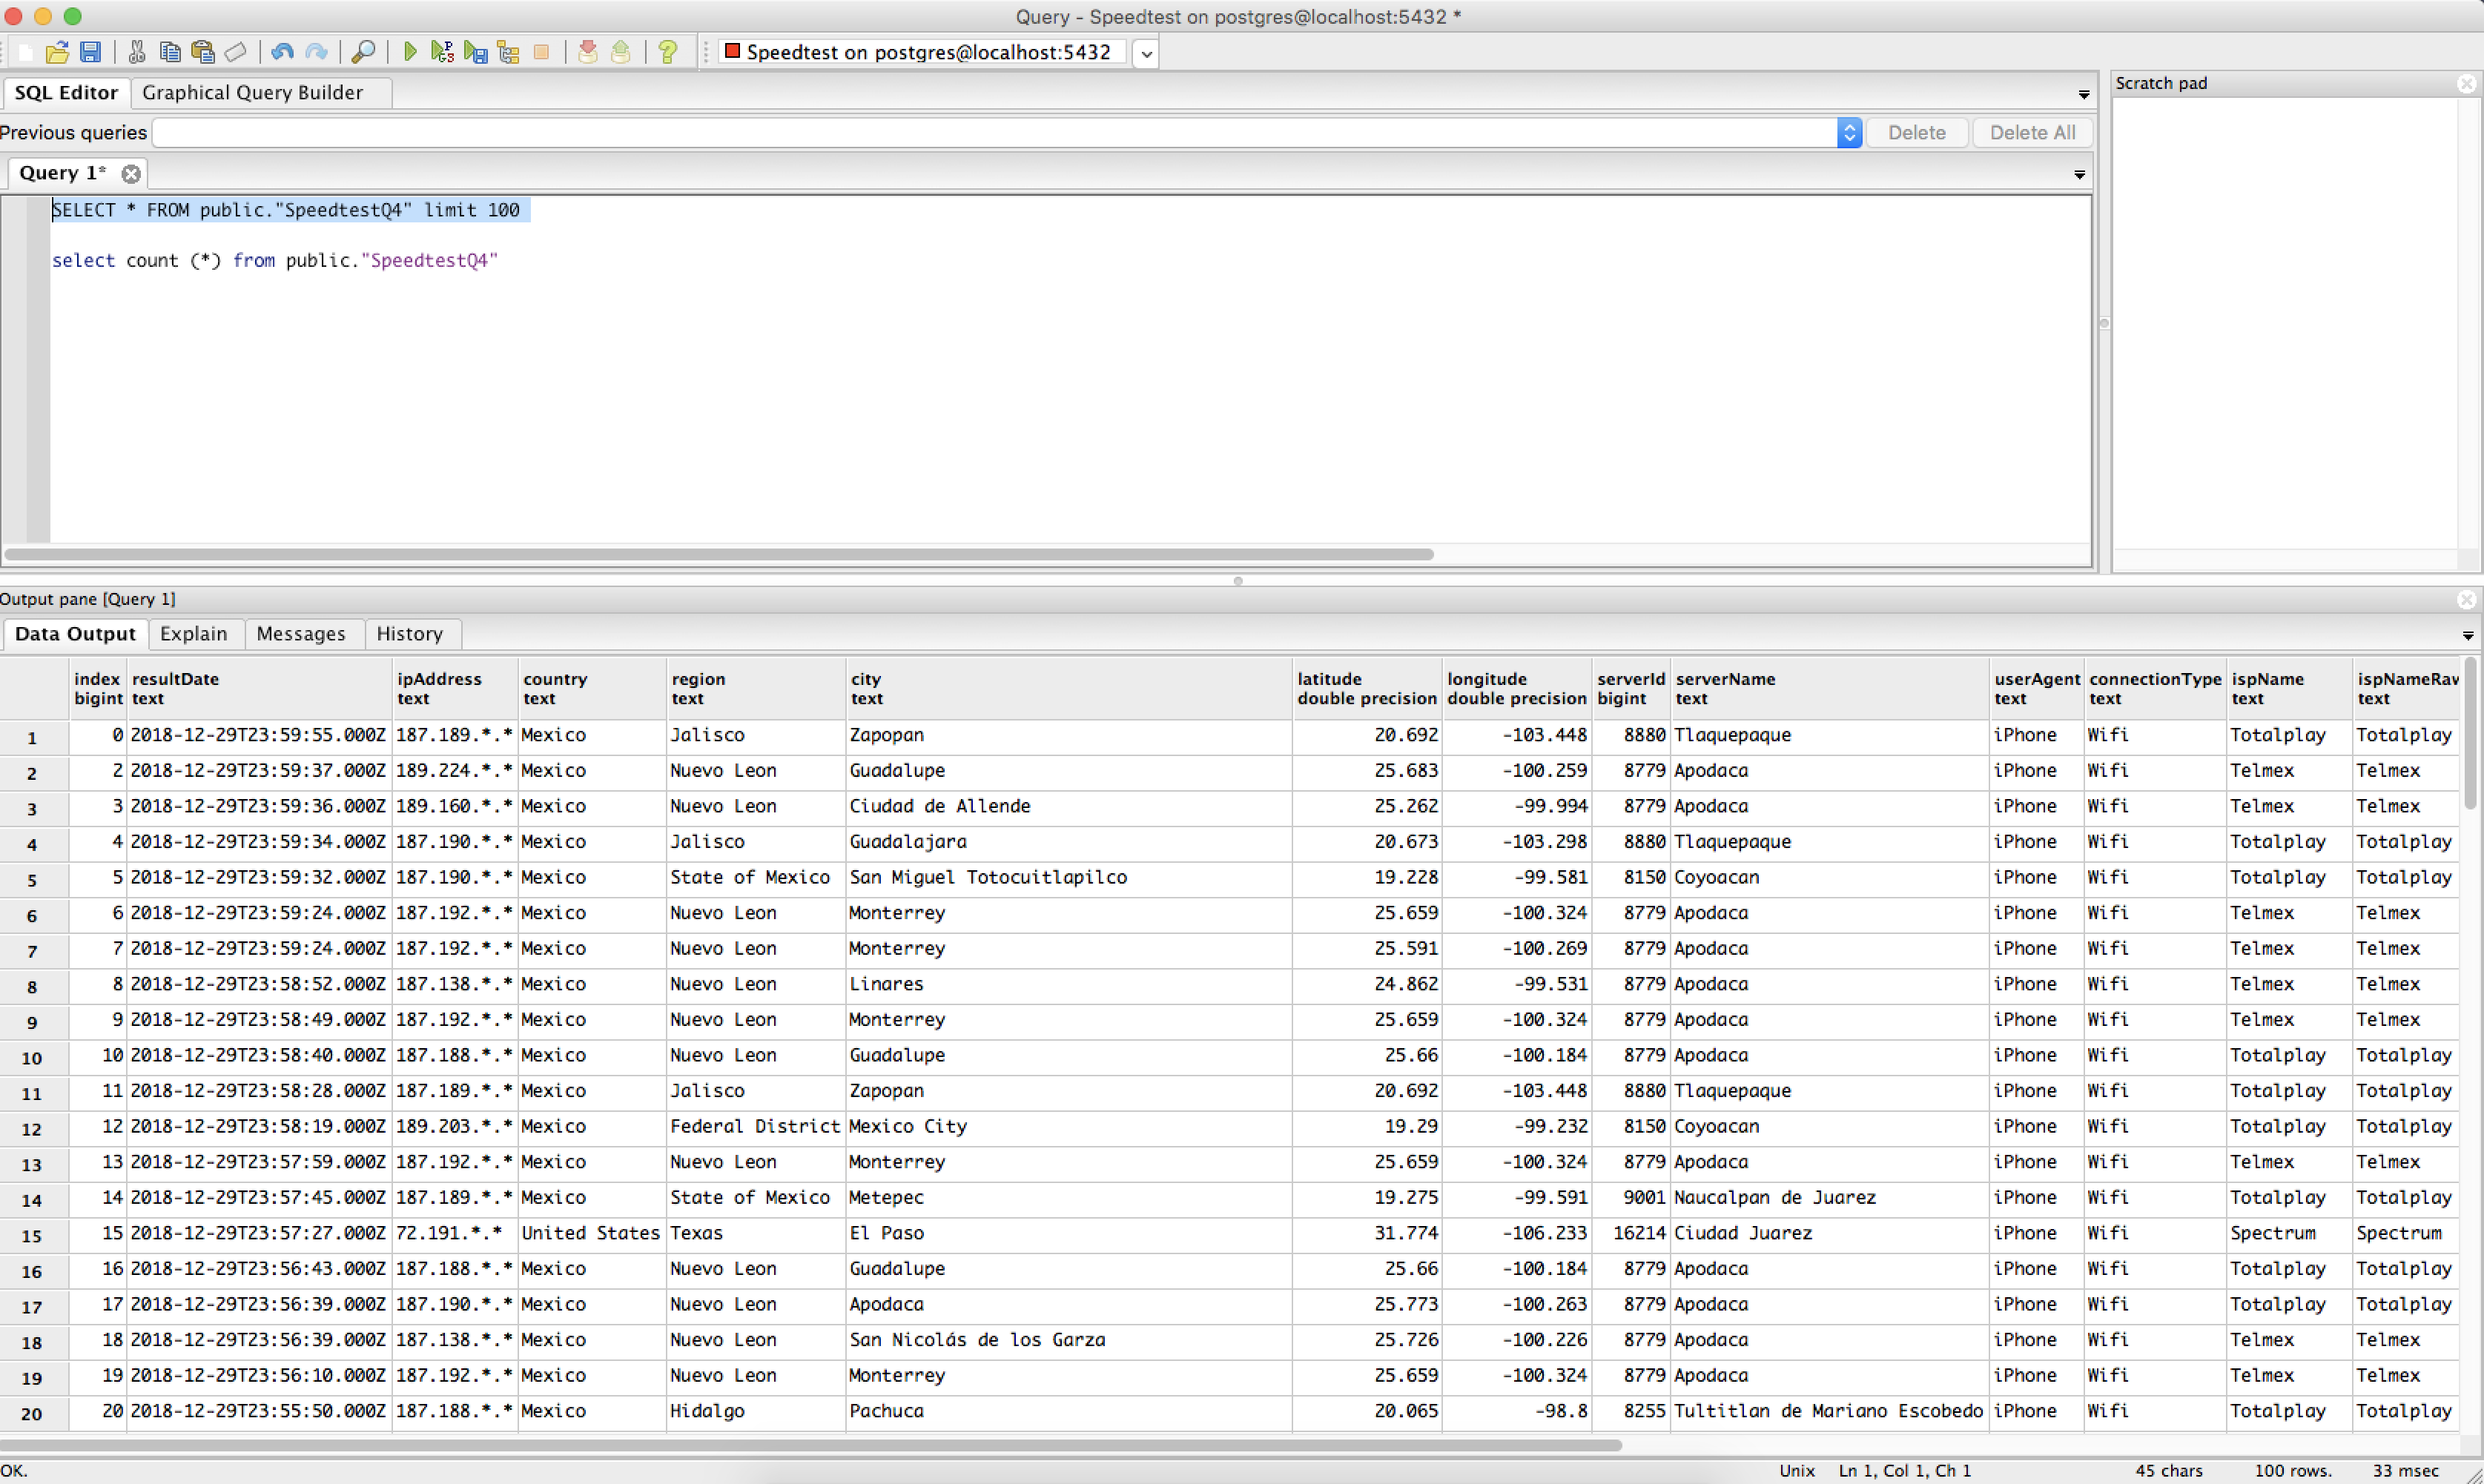 Query - Speedtest on postgres@localhost:5432 *
Speedtest on postgres@localhost:5432
SQL Editor Graphical Query Builder
Scratch pad
Previous queries Delete Delete All
Query 1*
SELECT * FROM public."SpeedtestQ4" limit 100
select count (*) from public."SpeedtestQ4"
Output pane [Query 1]
Data Output Explain Messages History
index resultDate ipAddress country region city latitude longitude serverId serverName userAgent connectionType ispName ispNameRaw
bigint text text text text text double precision double precision bigint text text text text text
1 0 2018-12-29T23:59:55.000Z 187.189.*.* Mexico Jalisco Zapopan 20.692 -103.448 8880 Tlaquepaque iPhone Wifi Totalplay Totalplay
2 2 2018-12-29T23:59:37.000Z 189.224.*.* Mexico Nuevo Leon Guadalupe 25.683 -100.259 8779 Apodaca iPhone Wifi Telmex Telmex
3 3 2018-12-29T23:59:36.000Z 189.160.*.* Mexico Nuevo Leon Ciudad de Allende 25.262 -99.994 8779 Apodaca iPhone Wifi Telmex Telmex
4 4 2018-12-29T23:59:34.000Z 187.190.*.* Mexico Jalisco Guadalajara 20.673 -103.298 8880 Tlaquepaque iPhone Wifi Totalplay Totalplay
5 5 2018-12-29T23:59:32.000Z 187.190.*.* Mexico State of Mexico San Miguel Totocuitlapilco 19.228 -99.581 8150 Coyoacan iPhone Wifi Totalplay Totalplay
6 6 2018-12-29T23:59:24.000Z 187.192.*.* Mexico Nuevo Leon Monterrey 25.659 -100.324 8779 Apodaca iPhone Wifi Telmex Telmex
7 7 2018-12-29T23:59:24.000Z 187.192.*.* Mexico Nuevo Leon Monterrey 25.591 -100.269 8779 Apodaca iPhone Wifi Telmex Telmex
8 8 2018-12-29T23:58:52.000Z 187.138.*.* Mexico Nuevo Leon Linares 24.862 -99.531 8779 Apodaca iPhone Wifi Telmex Telmex
9 9 2018-12-29T23:58:49.000Z 187.192.*.* Mexico Nuevo Leon Monterrey 25.659 -100.324 8779 Apodaca iPhone Wifi Telmex Telmex
10 10 2018-12-29T23:58:40.000Z 187.188.*.* Mexico Nuevo Leon Guadalupe 25.66 -100.184 8779 Apodaca iPhone Wifi Totalplay Totalplay
11 11 2018-12-29T23:58:28.000Z 187.189.*.* Mexico Jalisco Zapopan 20.692 -103.448 8880 Tlaquepaque iPhone Wifi Totalplay Totalplay
12 12 2018-12-29T23:58:19.000Z 189.203.*.* Mexico Federal District Mexico City 19.29 -99.232 8150 Coyoacan iPhone Wifi Totalplay Totalplay
13 13 2018-12-29T23:57:59.000Z 187.192.*.* Mexico Nuevo Leon Monterrey 25.659 -100.324 8779 Apodaca iPhone Wifi Telmex Telmex
14 14 2018-12-29T23:57:45.000Z 187.189.*.* Mexico State of Mexico Metepec 19.275 -99.591 9001 Naucalpan de Juarez iPhone Wifi Totalplay Totalplay
15 15 2018-12-29T23:57:27.000Z 72.191.*.* United States Texas El Paso 31.774 -106.233 16214 Ciudad Juarez iPhone Wifi Spectrum Spectrum
16 16 2018-12-29T23:56:43.000Z 187.188.*.* Mexico Nuevo Leon Guadalupe 25.66 -100.184 8779 Apodaca iPhone Wifi Totalplay Totalplay
17 17 2018-12-29T23:56:39.000Z 187.190.*.* Mexico Nuevo Leon Apodaca 25.773 -100.263 8779 Apodaca iPhone Wifi Totalplay Totalplay
18 18 2018-12-29T23:56:39.000Z 187.138.*.* Mexico Nuevo Leon San Nicolás de los Garza 25.726 -100.226 8779 Apodaca iPhone Wifi Telmex Telmex
19 19 2018-12-29T23:56:10.000Z 187.192.*.* Mexico Nuevo Leon Monterrey 25.659 -100.324 8779 Apodaca iPhone Wifi Telmex Telmex
20 20 2018-12-29T23:55:50.000Z 187.188.*.* Mexico Hidalgo Pachuca 20.065 -98.8 8255 Tultitlan de Mariano Escobedo iPhone Wifi Totalplay Totalplay
OK. Unix Ln 1, Col 1, Ch 1 45 chars 100 rows. 33 msec